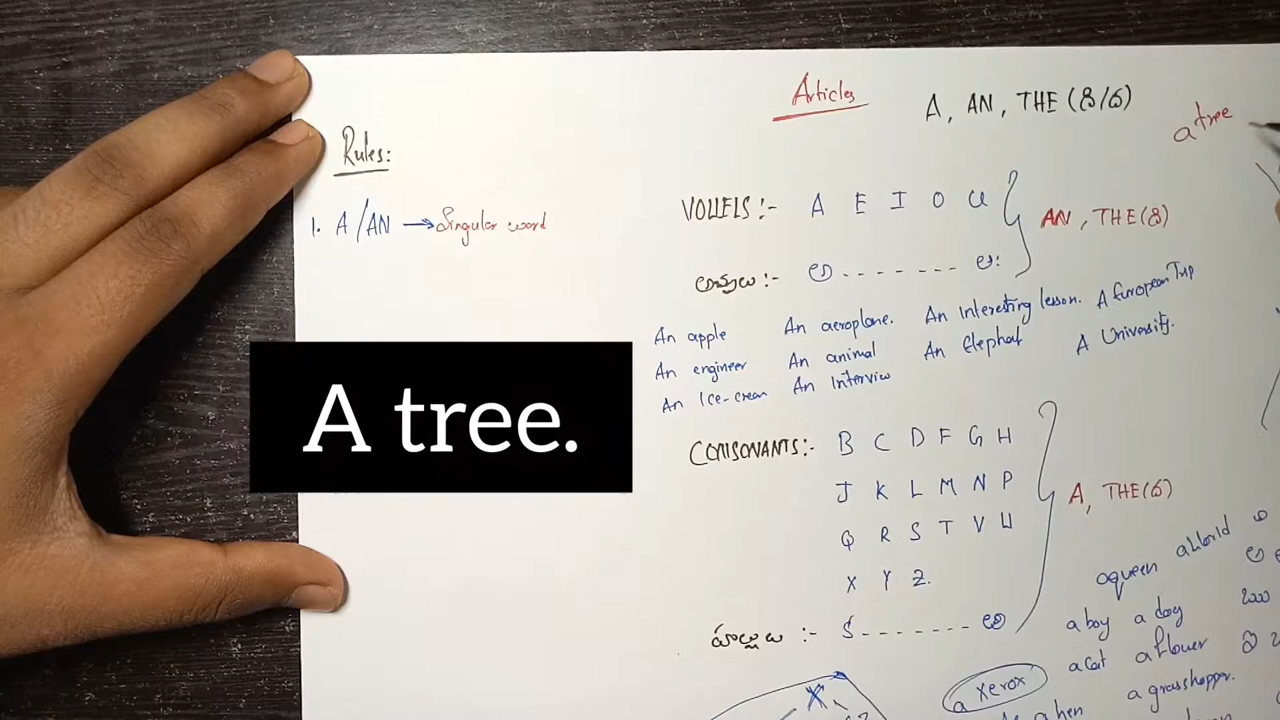 Articles
A, AN, THE (ది/ద)
a tree
Rules:
1. A/AN → Singular word
VOWELS :- A E I O U
AN, THE (ది)
అచ్చులు :- అ - - - - - - - అః
An apple An aeroplane. An Interesting lesson. A European Trip
An engineer An animal An Elephat A University.
An Ice-cream An Interview
A tree.
CONSONANTS :- B C D F G H
J K L M N P
A, THE (ద)
Q R S T V W
X Y Z.
a queen a world
హల్లులు :- క - - - - - - - ఱ
a boy a dog
a cat a flower
a xerox a grasshopper.
a hen